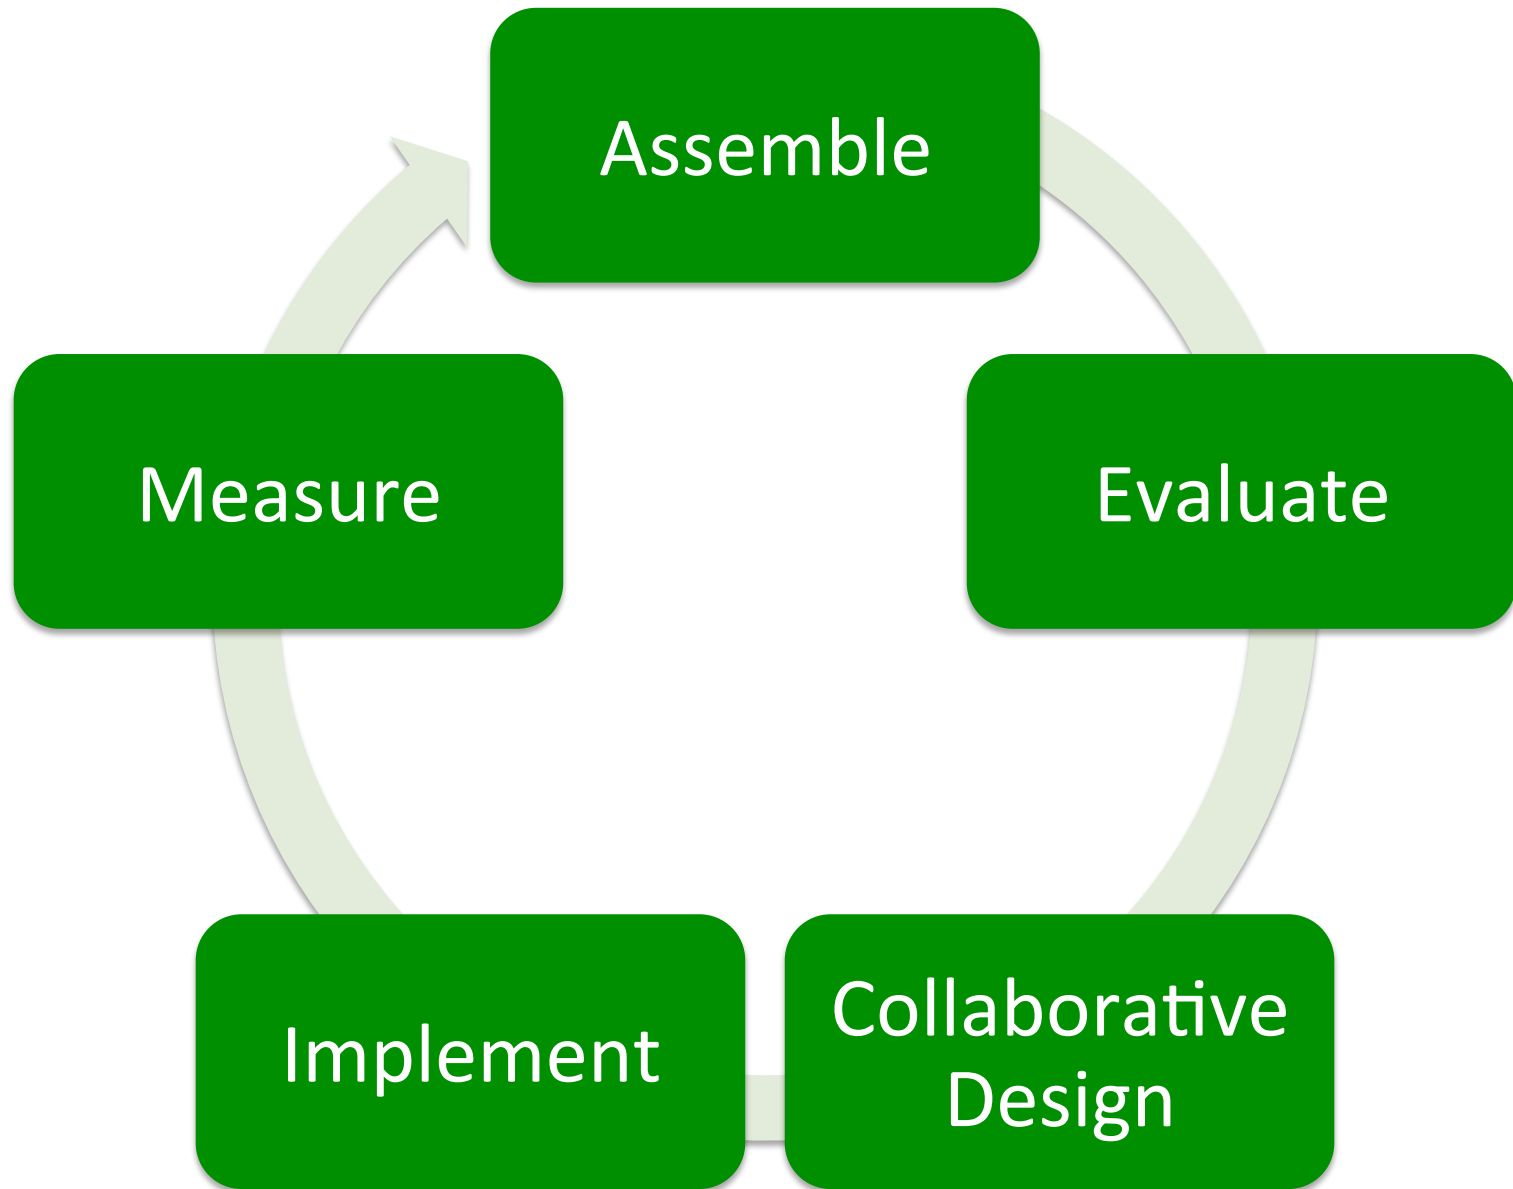 Assemble
Evaluate
Collaborative
Design
Implement
Measure